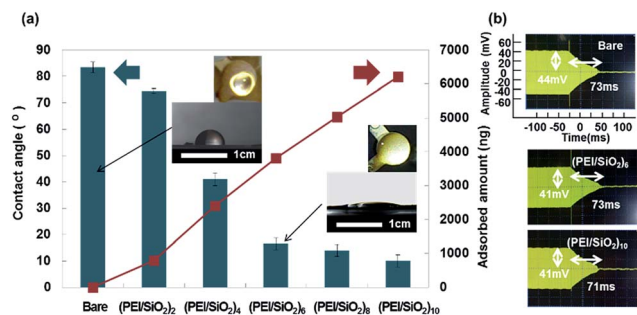 (a)
Contact angle ( ° )
90
80
70
60
50
40
30
20
10
0
Bare
(PEI/SiO2)2
(PEI/SiO2)4
(PEI/SiO2)6
(PEI/SiO2)8
(PEI/SiO2)10
1cm
1cm
7000
6000
5000
4000
3000
2000
1000
0
Adsorbed amount (ng)
(b)
Amplitude (mV)
60
40
20
0
-20
-40
-60
Bare
44mV
73ms
-100
-50
0
50
100
Time(ms)
(PEI/SiO2)6
41mV
73ms
(PEI/SiO2)10
41mV
71ms